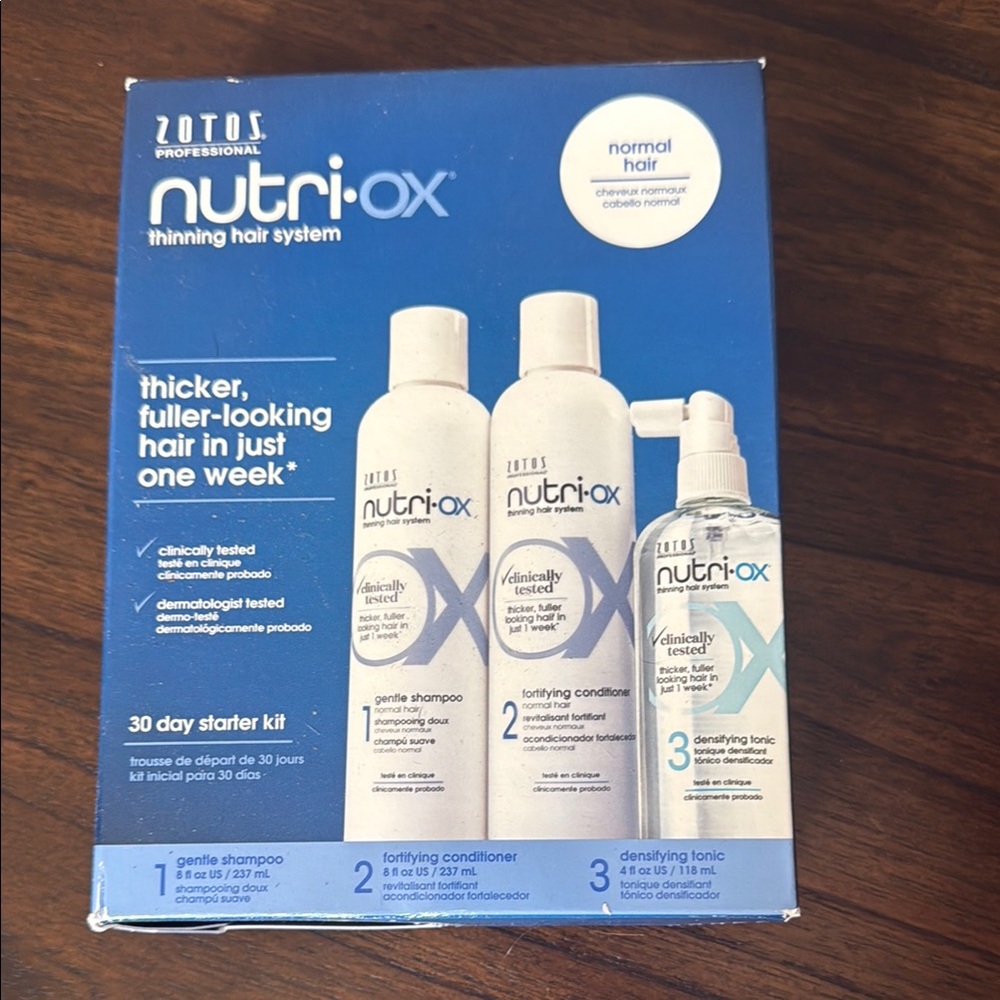 ZOTOS®
PROFESSIONAL
nutri•ox®
thinning hair system
normal
hair
cheveux normaux
cabello normal
thicker,
fuller-looking
hair in just
one week*
clinically tested
testé en clinique
clínicamente probado
dermatologist tested
dermo-testé
dermatológicamente probado
30 day starter kit
trousse de départ de 30 jours
kit inicial para 30 días
ZOTOS
PROFESSIONAL
nutri•ox
thinning hair system
clinically
tested
thicker, fuller
looking hair in
just 1 week*
1 gentle shampoo
normal hair
shampooing doux
cheveux normaux
champú suave
cabello normal
testé en clinique
clínicamente probado
ZOTOS
PROFESSIONAL
nutri•ox
thinning hair system
clinically
tested
thicker, fuller
looking hair in
just 1 week*
2 fortifying conditioner
normal hair
revitalisant fortifiant
cheveux normaux
acondicionador fortalecedor
cabello normal
testé en clinique
clínicamente probado
ZOTOS
PROFESSIONAL
nutri•ox
thinning hair system
clinically
tested
thicker, fuller
looking hair in
just 1 week*
3 densifying tonic
tonique densifiant
tónico densificador
testé en clinique
clínicamente probado
1 gentle shampoo
8 fl oz US / 237 mL
shampooing doux
champú suave
2 fortifying conditioner
8 fl oz US / 237 mL
revitalisant fortifiant
acondicionador fortalecedor
3 densifying tonic
4 fl oz US / 118 mL
tonique densifiant
tónico densificador